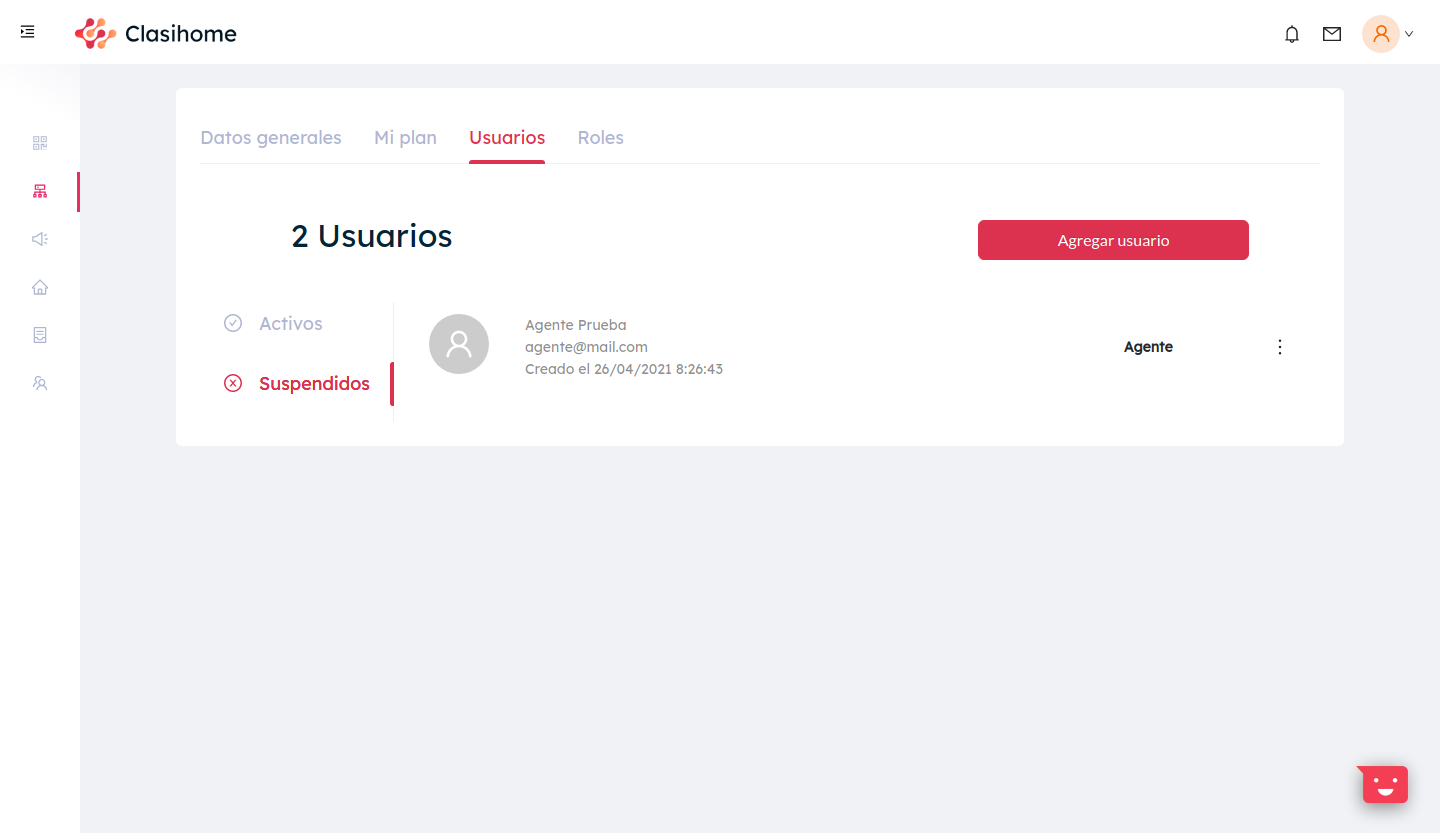 Clasihome
Datos generales
Mi plan
Usuarios
Roles
2 Usuarios
Agregar usuario
Activos
Suspendidos
Agente Prueba
agente@mail.com
Creado el 26/04/2021 8:26:43
Agente